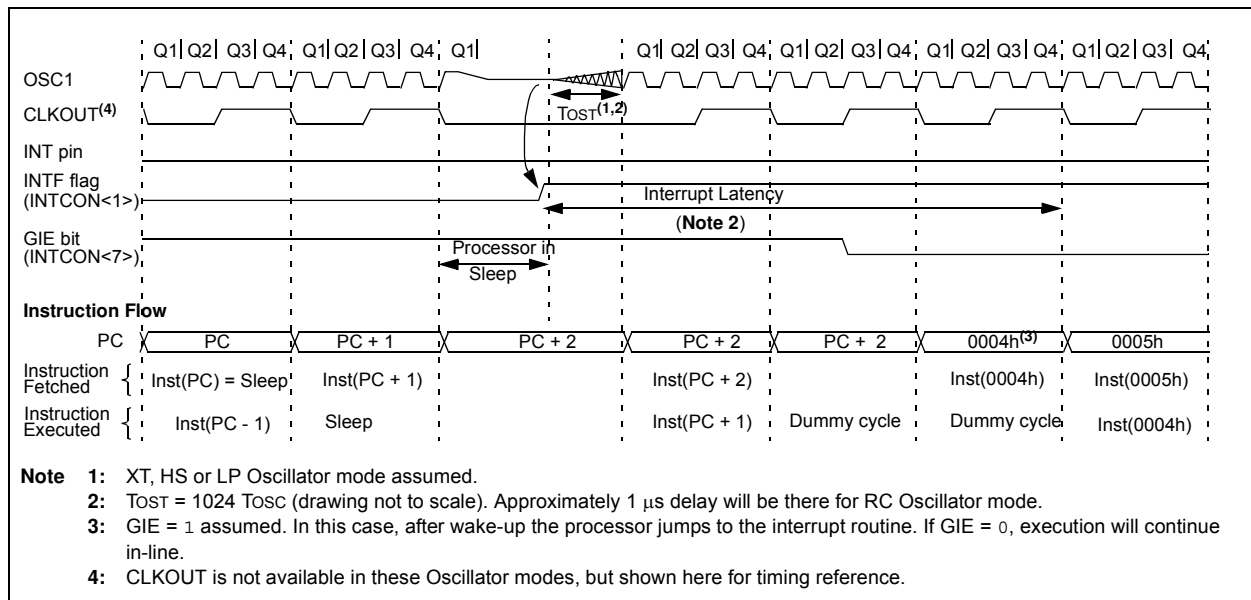 Q1 Q2 Q3 Q4 Q1 Q2 Q3 Q4 Q1 Q1 Q2 Q3 Q4 Q1 Q2 Q3 Q4 Q1 Q2 Q3 Q4 Q1 Q2 Q3 Q4
OSC1
CLKOUT(4)
TOST(1,2)
INT pin
INTF flag
(INTCON<1>)
Interrupt Latency
(Note 2)
GIE bit
(INTCON<7>)
Processor in
Sleep
Instruction Flow
PC PC PC + 1 PC + 2 PC + 2 PC + 2 0004h(3) 0005h
Instruction
Fetched { Inst(PC) = Sleep Inst(PC + 1) Inst(PC + 2) Inst(0004h) Inst(0005h)
Instruction
Executed { Inst(PC - 1) Sleep Inst(PC + 1) Dummy cycle Dummy cycle Inst(0004h)
Note 1: XT, HS or LP Oscillator mode assumed.
2: TOST = 1024 TOSC (drawing not to scale). Approximately 1 μs delay will be there for RC Oscillator mode.
3: GIE = 1 assumed. In this case, after wake-up the processor jumps to the interrupt routine. If GIE = 0, execution will continue
in-line.
4: CLKOUT is not available in these Oscillator modes, but shown here for timing reference.